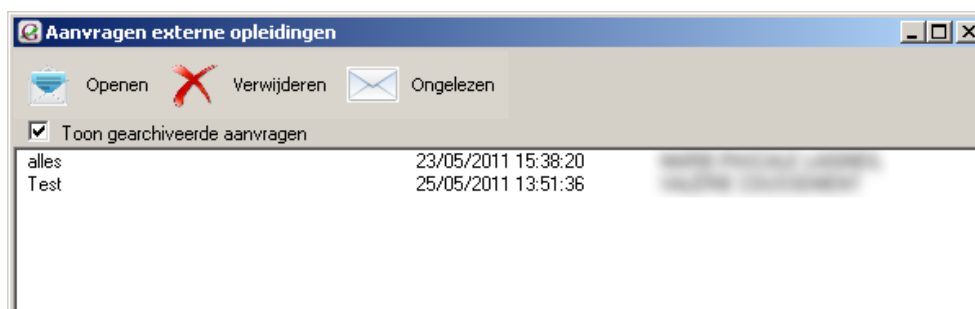 Aanvragen externe opleidingen
Openen Verwijderen Ongelezen
Toon gearchiveerde aanvragen
alles 23/05/2011 15:38:20
Test 25/05/2011 13:51:36